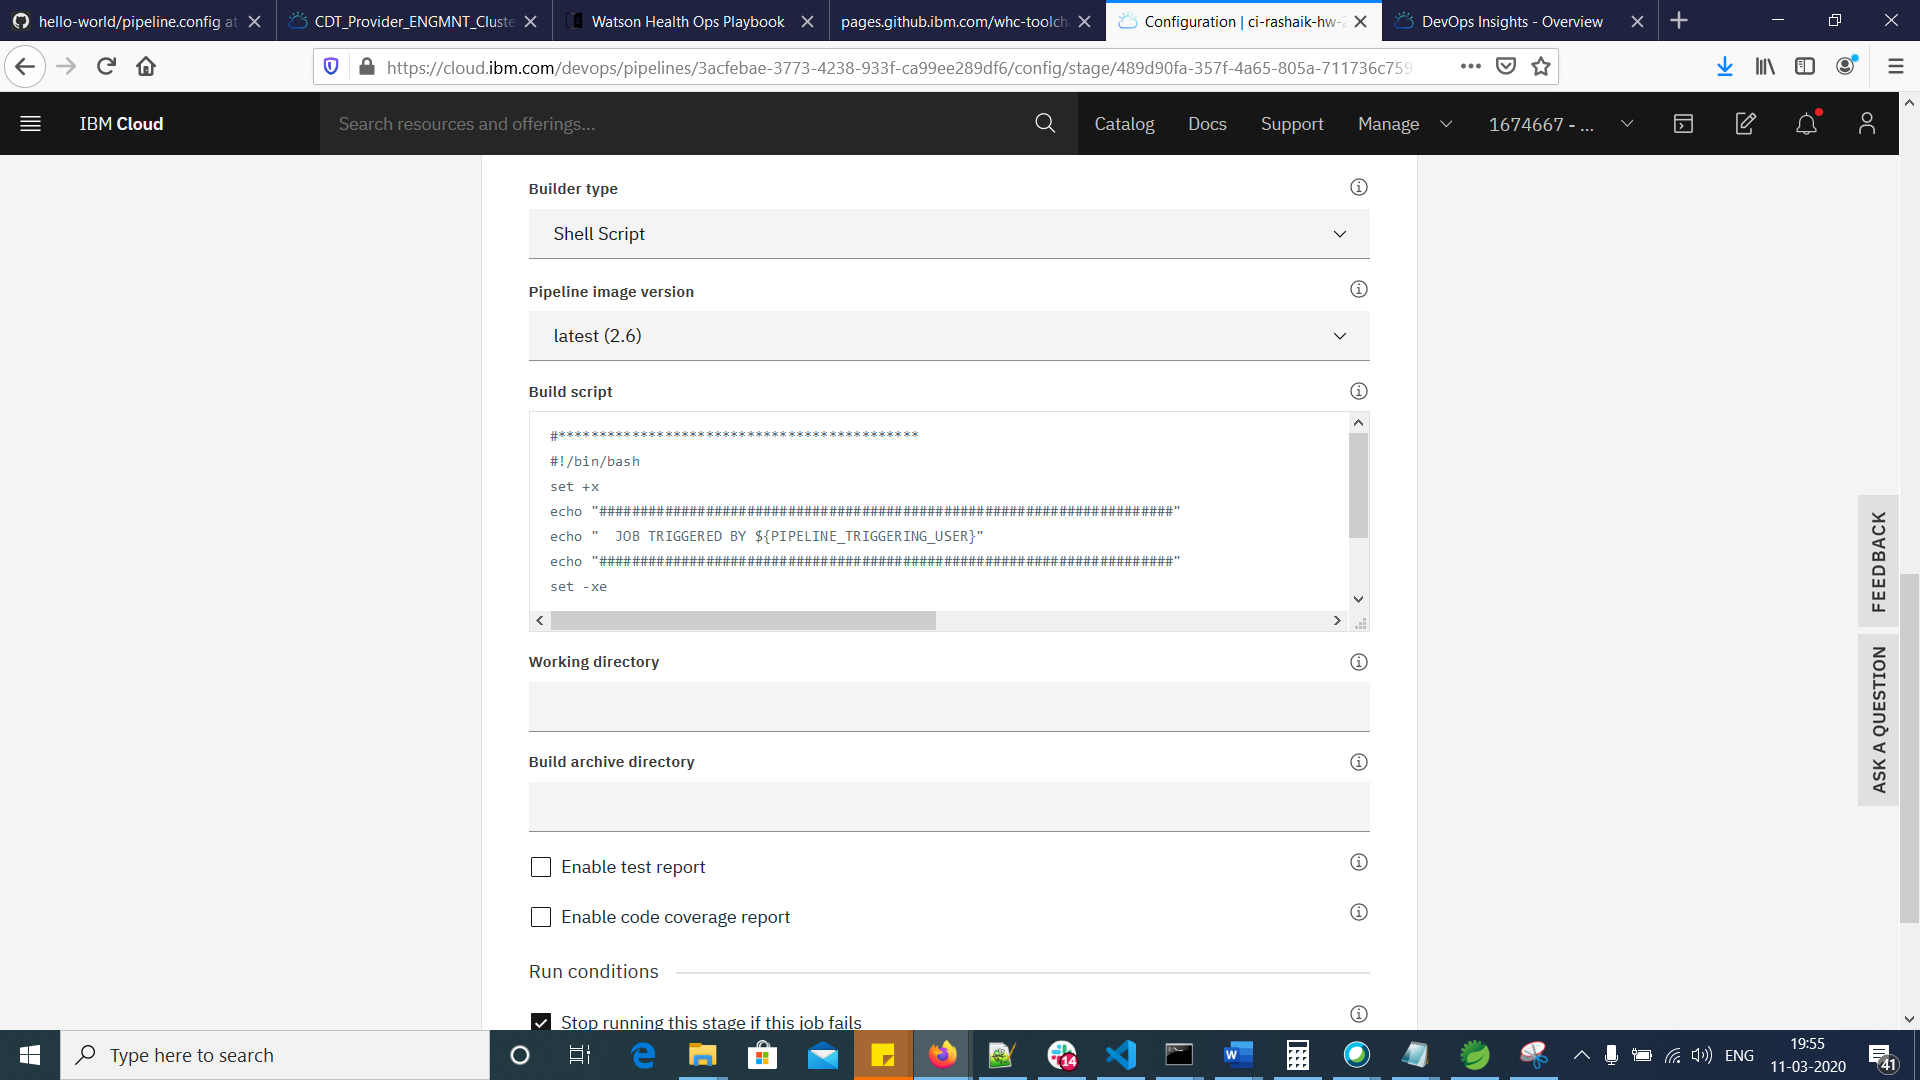 hello-world/pipeline.config at
CDT_Provider_ENGMNT_Cluste
Watson Health Ops Playbook
pages.github.ibm.com/whc-toolch
Configuration | ci-rashaik-hw-2
DevOps Insights - Overview
https://cloud.ibm.com/devops/pipelines/3acfebae-3773-4238-933f-ca99ee289df6/config/stage/489d90fa-357f-4a65-805a-711736c759
IBM Cloud
Search resources and offerings...
Catalog
Docs
Support
Manage
1674667 - ...
Builder type
Shell Script
Pipeline image version
latest (2.6)
Build script
#********************************************
#!/bin/bash
set +x
echo "######################################################################"
echo "  JOB TRIGGERED BY ${PIPELINE_TRIGGERING_USER}"
echo "######################################################################"
set -xe
Working directory
Build archive directory
Enable test report
Enable code coverage report
Run conditions
Stop running this stage if this job fails
FEEDBACK
ASK A QUESTION
Type here to search
14
ENG
19:55
11-03-2020
41